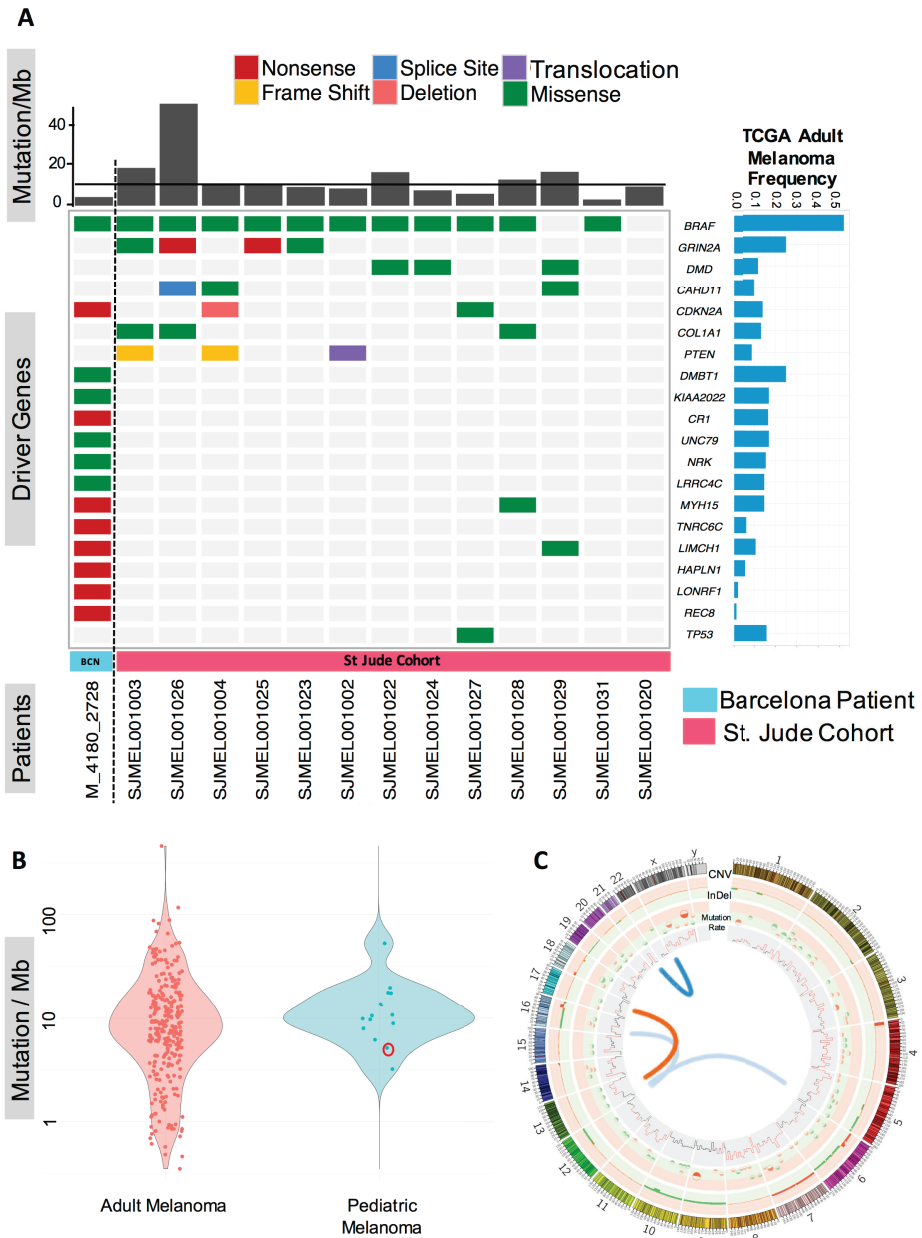 A
Mutation/Mb
Nonsense
Splice Site
Translocation
Frame Shift
Deletion
Missense
40
20
0
TCGA Adult
Melanoma
Frequency
0.0
0.1
0.2
0.3
0.4
0.5
Driver Genes
BRAF
GRIN2A
DMD
CARD11
CDKN2A
COL1A1
PTEN
DMBT1
KIAA2022
CR1
UNC79
NRK
LRRC4C
MYH15
TNRC6C
LIMCH1
HAPLN1
LONRF1
REC8
TP53
BCN
St Jude Cohort
Patients
M_4180_2728
SJMEL001003
SJMEL001026
SJMEL001004
SJMEL001025
SJMEL001023
SJMEL001002
SJMEL001022
SJMEL001024
SJMEL001027
SJMEL001028
SJMEL001029
SJMEL001031
SJMEL001020
Barcelona Patient
St. Jude Cohort
B
Mutation / Mb
100
10
1
Adult Melanoma
Pediatric
Melanoma
C
CNV
InDel
Mutation
Rate
1
2
3
4
5
6
7
8
9
10
11
12
13
14
15
16
17
18
19
20
21
22
x
y